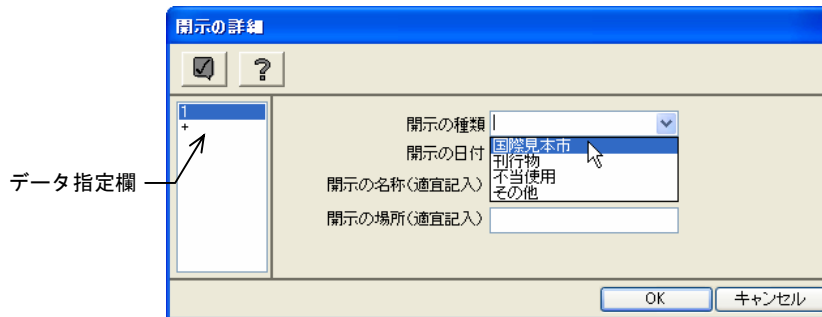 開示の詳細
1
+
データ指定欄
開示の種類
国際見本市
刊行物
不当使用
その他
開示の日付
開示の名称(適宜記入)
開示の場所(適宜記入)
OK
キャンセル